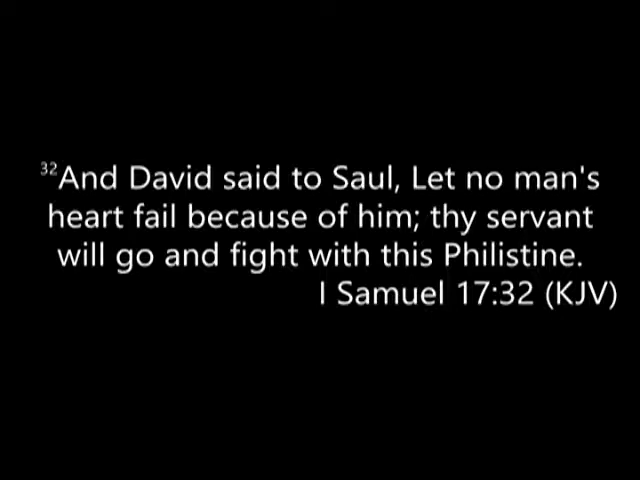 32And David said to Saul, Let no man's
heart fail because of him; thy servant
will go and fight with this Philistine.
I Samuel 17:32 (KJV)